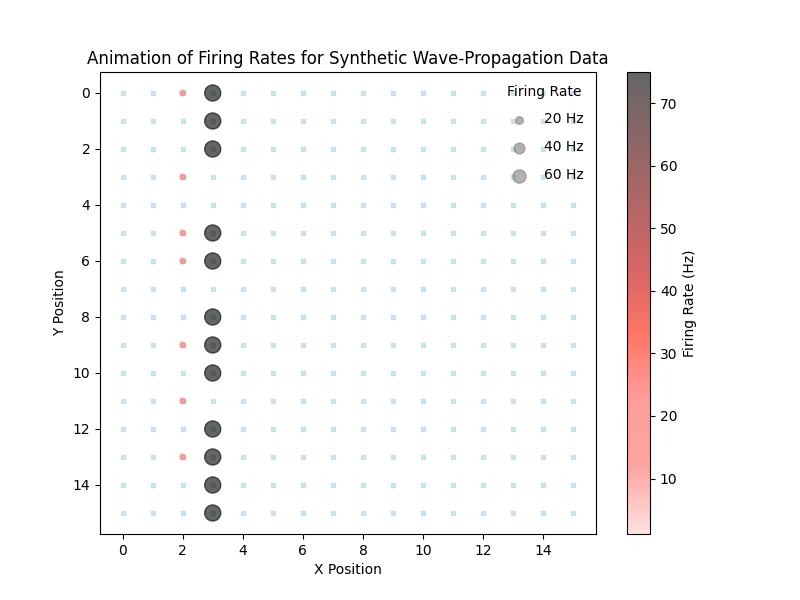 Animation of Firing Rates for Synthetic Wave-Propagation Data
Firing Rate
20 Hz
40 Hz
60 Hz
0
2
4
6
8
10
12
14
Y Position
0 2 4 6 8 10 12 14
X Position
70
60
50
40
30
20
10
Firing Rate (Hz)